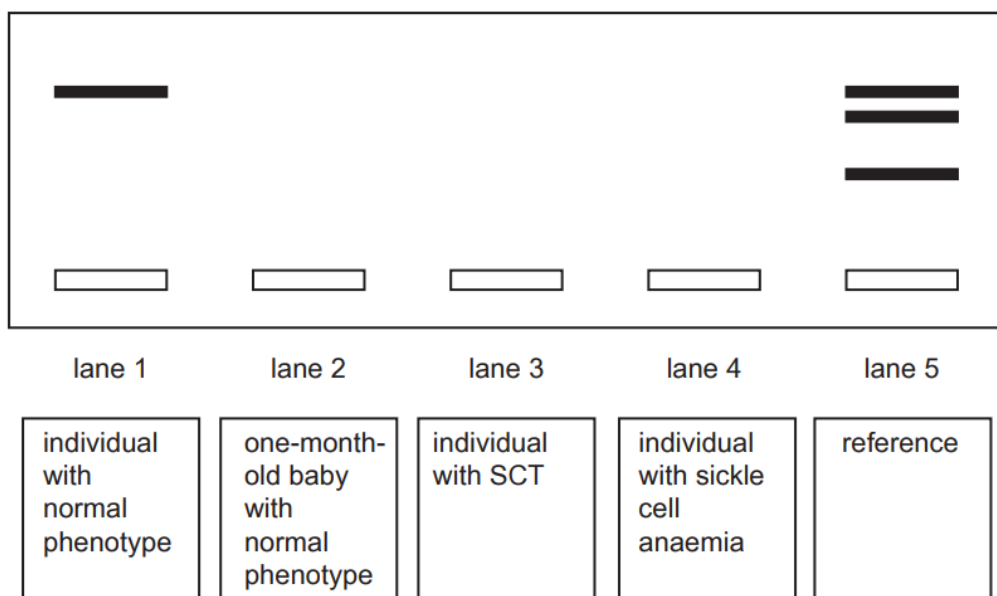 lane 1
lane 2
lane 3
lane 4
lane 5
individual
with
normal
phenotype
one-month-
old baby
with
normal
phenotype
individual
with SCT
individual
with sickle
cell
anaemia
reference